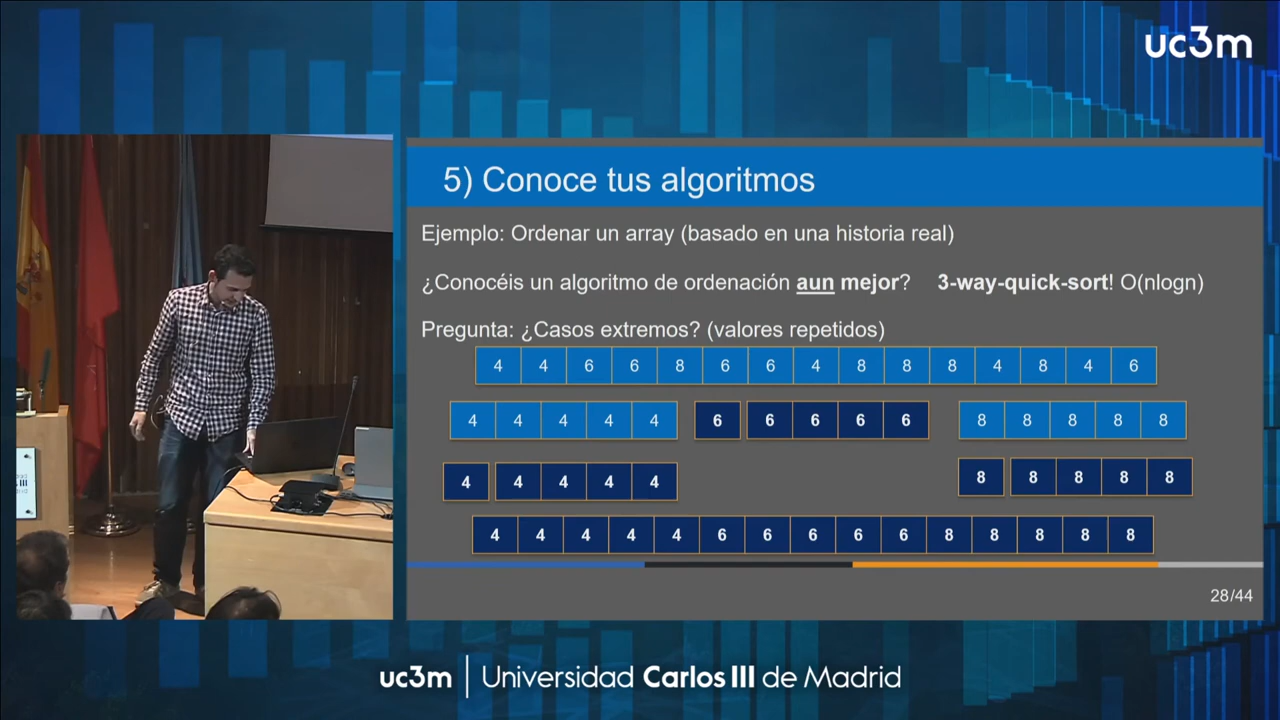 uc3m
5) Conoce tus algoritmos
Ejemplo: Ordenar un array (basado en una historia real)
¿Conocéis un algoritmo de ordenación aun mejor? 3-way-quick-sort! O(nlogn)
Pregunta: ¿Casos extremos? (valores repetidos)
4 4 6 6 8 6 6 4 8 8 8 4 8 4 6
4 4 4 4 4 6 6 6 6 6 8 8 8 8 8
4 4 4 4 4 8 8 8 8 8
4 4 4 4 4 6 6 6 6 6 8 8 8 8 8
28/44
uc3m | Universidad Carlos III de Madrid